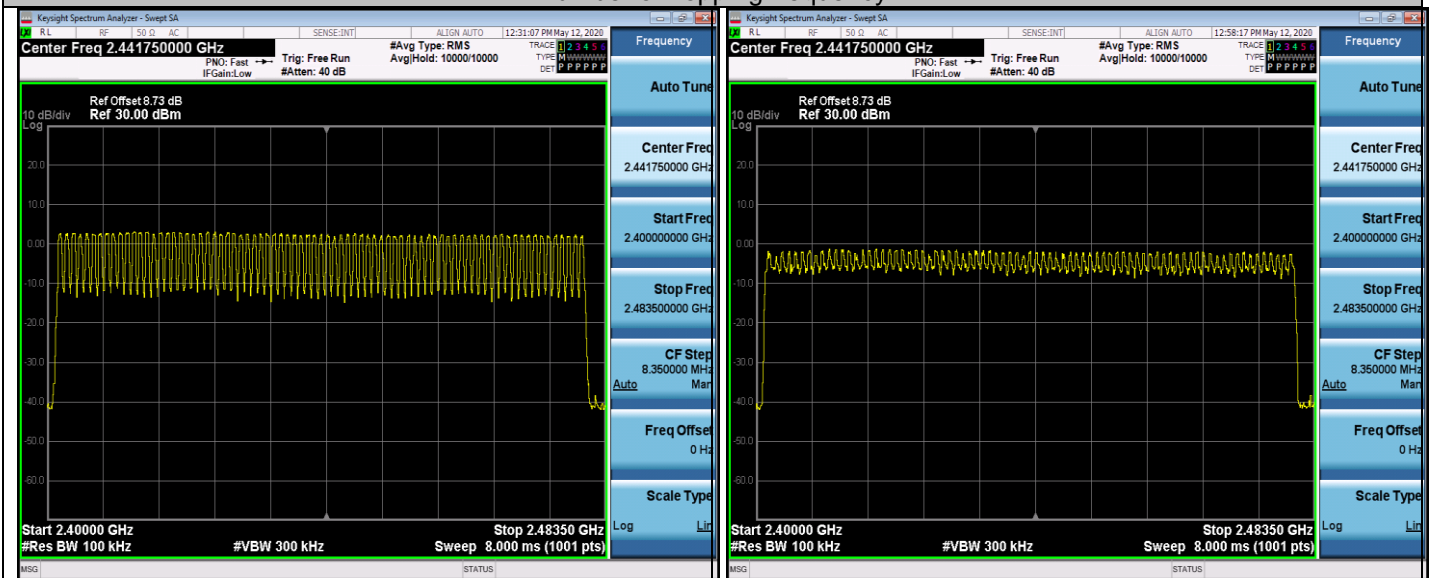 Keysight Spectrum Analyzer - Swept SA
RL RF 50 Ω AC SENSE:INT ALIGN AUTO 12:31:07 PM May 12, 2020
Center Freq 2.441750000 GHz
PNO: Fast
IFGain:Low
Trig: Free Run
#Atten: 40 dB
#Avg Type: RMS
Avg|Hold: 10000/10000
TRACE 1 2 3 4 5 6
TYPE M W W W W W
DET P P P P P P
Ref Offset 8.73 dB
10 dB/div Ref 30.00 dBm
Log
20.0
10.0
0.00
-10.0
-20.0
-30.0
-40.0
-50.0
-60.0
Start 2.40000 GHz Stop 2.48350 GHz
#Res BW 100 kHz #VBW 300 kHz Sweep 8.000 ms (1001 pts)
MSG STATUS
Frequency
Auto Tune
Center Freq
2.441750000 GHz
Start Freq
2.400000000 GHz
Stop Freq
2.483500000 GHz
CF Step
8.350000 MHz
Auto Man
Freq Offset
0 Hz
Scale Type
Log Lin
Keysight Spectrum Analyzer - Swept SA
RL RF 50 Ω AC SENSE:INT ALIGN AUTO 12:58:17 PM May 12, 2020
Center Freq 2.441750000 GHz
PNO: Fast
IFGain:Low
Trig: Free Run
#Atten: 40 dB
#Avg Type: RMS
Avg|Hold: 10000/10000
TRACE 1 2 3 4 5 6
TYPE M W W W W W
DET P P P P P P
Ref Offset 8.73 dB
10 dB/div Ref 30.00 dBm
Log
20.0
10.0
0.00
-10.0
-20.0
-30.0
-40.0
-50.0
-60.0
Start 2.40000 GHz Stop 2.48350 GHz
#Res BW 100 kHz #VBW 300 kHz Sweep 8.000 ms (1001 pts)
MSG STATUS
Frequency
Auto Tune
Center Freq
2.441750000 GHz
Start Freq
2.400000000 GHz
Stop Freq
2.483500000 GHz
CF Step
8.350000 MHz
Auto Man
Freq Offset
0 Hz
Scale Type
Log Lin